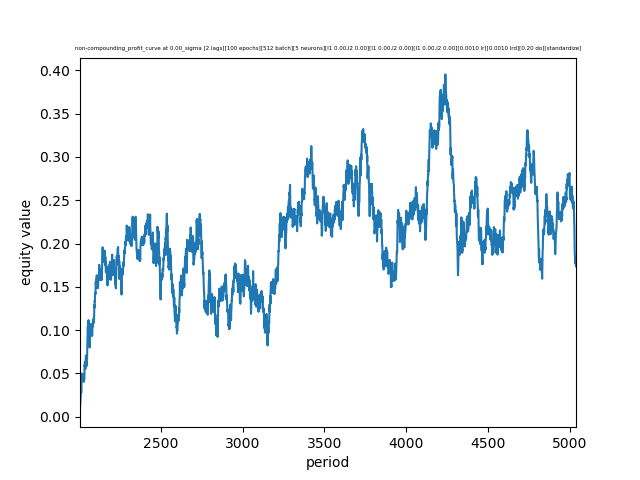 non-compounding_profit_curve at 0.00_sigma [2 lags][100 epochs][512 batch][5 neurons][l1 0.00,l2 0.00][l1 0.00,l2 0.00][l1 0.00,l2 0.00][0.0010 lr][0.0010 lrd][0.20 do][standardize]
0.40
0.35
0.30
0.25
0.20
0.15
0.10
0.05
0.00
equity value
2500 3000 3500 4000 4500 5000
period